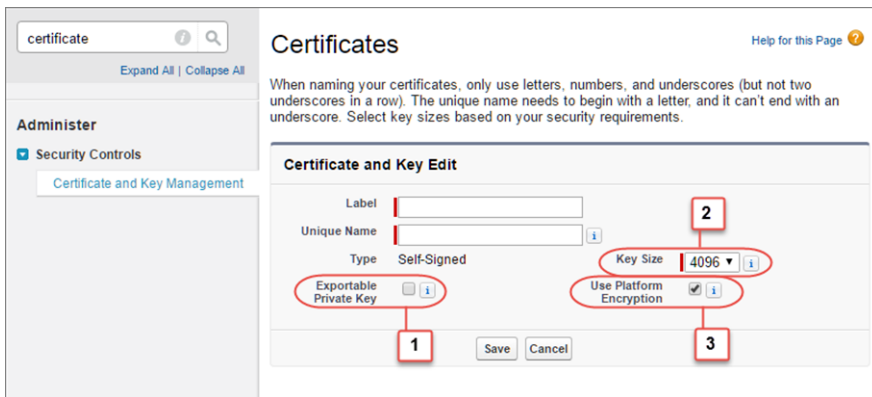 certificate
Expand All | Collapse All
Administer
Security Controls
Certificate and Key Management
Certificates
Help for this Page ?
When naming your certificates, only use letters, numbers, and underscores (but not two
underscores in a row). The unique name needs to begin with a letter, and it can't end with an
underscore. Select key sizes based on your security requirements.
Certificate and Key Edit
Label
Unique Name
Type Self-Signed
2
Key Size 4096
Exportable
Private Key
Use Platform
Encryption
1
Save Cancel
3